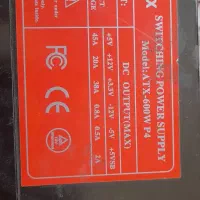 X
SWITCHING POWER SUPPLY
Model:ATX-600W P4
DC OUTPUT(MAX)
+5V +12V +3.3V -12V -5V +5VSB
45A 20A 38A 0.8A 0.5A 2A
FC CE